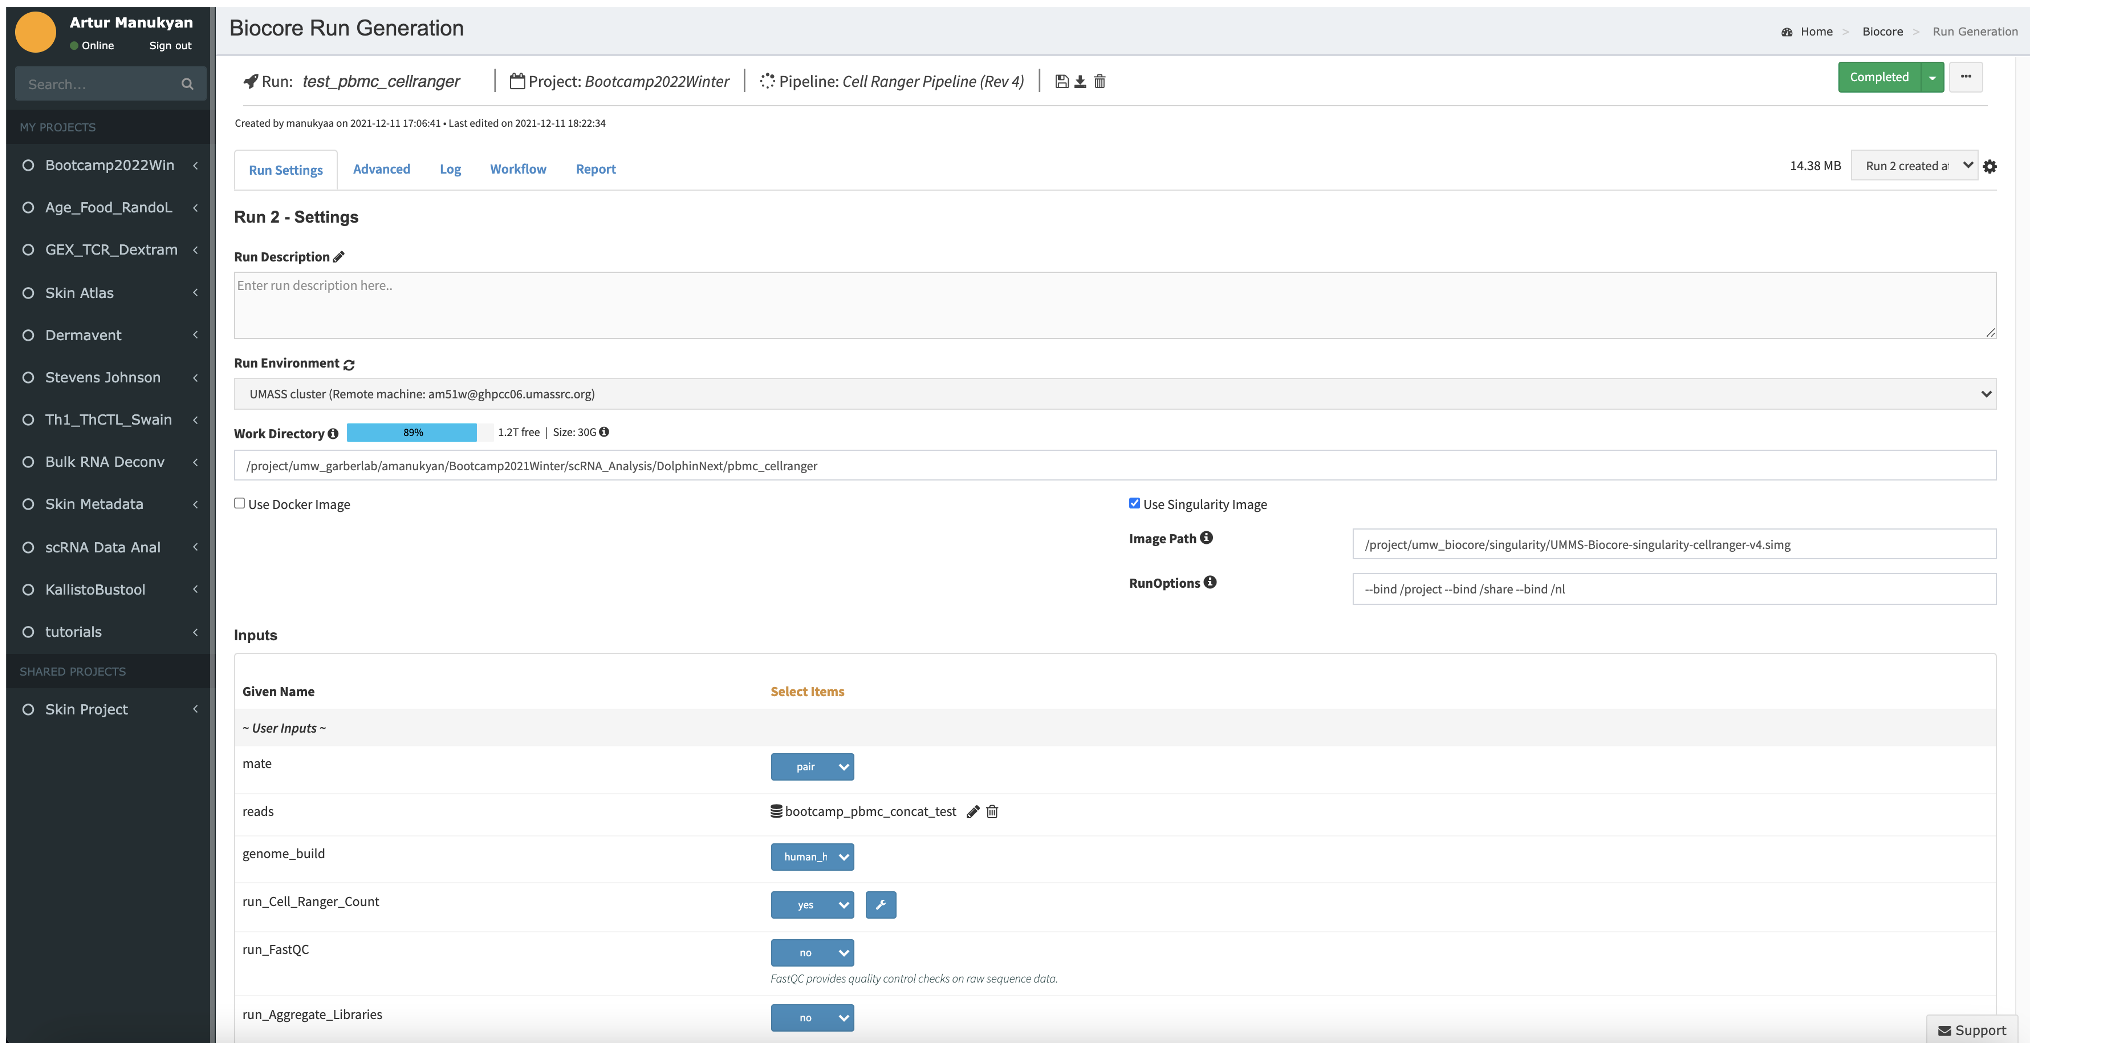 Artur Manukyan
Online Sign out
Search...
MY PROJECTS
Bootcamp2022Win
Age_Food_RandoL
GEX_TCR_Dextram
Skin Atlas
Dermavent
Stevens Johnson
Th1_ThCTL_Swain
Bulk RNA Deconv
Skin Metadata
scRNA Data Anal
KallistoBustool
tutorials
SHARED PROJECTS
Skin Project
Biocore Run Generation
Home > Biocore > Run Generation
Run: test_pbmc_cellranger | Project: Bootcamp2022Winter | Pipeline: Cell Ranger Pipeline (Rev 4) |
Completed ...
Created by manukyaa on 2021-12-11 17:06:41 • Last edited on 2021-12-11 18:22:34
Run Settings Advanced Log Workflow Report
14.38 MB Run 2 created at
Run 2 - Settings
Run Description
Enter run description here..
Run Environment
UMASS cluster (Remote machine: am51w@ghpcc06.umassrc.org)
Work Directory 89% 1.2T free | Size: 30G
/project/umw_garberlab/amanukyan/Bootcamp2021Winter/scRNA_Analysis/DolphinNext/pbmc_cellranger
Use Docker Image Use Singularity Image
Image Path /project/umw_biocore/singularity/UMMS-Biocore-singularity-cellranger-v4.simg
RunOptions --bind /project --bind /share --bind /nl
Inputs
Given Name Select Items
~ User Inputs ~
mate pair
reads bootcamp_pbmc_concat_test
genome_build human_h
run_Cell_Ranger_Count yes
run_FastQC no
FastQC provides quality control checks on raw sequence data.
run_Aggregate_Libraries no
Support